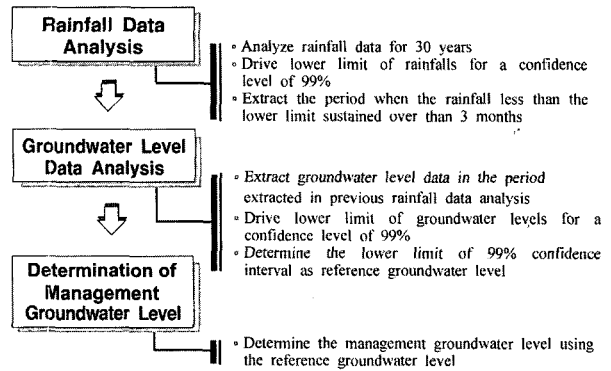 Rainfall Data
Analysis
▫ Analyze rainfall data for 30 years
▫ Drive lower limit of rainfalls for a confidence
level of 99%
▫ Extract the period when the rainfall less than the
lower limit sustained over than 3 months
Groundwater Level
Data Analysis
▫ Extract groundwater level data in the period
extracted in previous rainfall data analysis
▫ Drive lower limit of groundwater levels for a
confidence level of 99%
▫ Determine the lower limit of 99% confidence
interval as reference groundwater level
Determination of
Management
Groundwater Level
▫ Determine the management groundwater level using
the reference groundwater level